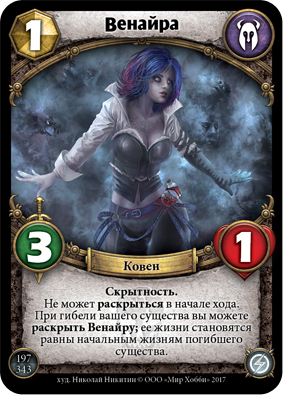 1
Венайра
3
1
Ковен
Скрытность.
Не может раскрыться в начале хода.
При гибели вашего существа вы можете
раскрыть Венайру; ее жизни становятся
равны начальным жизням погибшего
существа.
197
343
худ. Николай Никитин © ООО «Мир Хобби» 2017